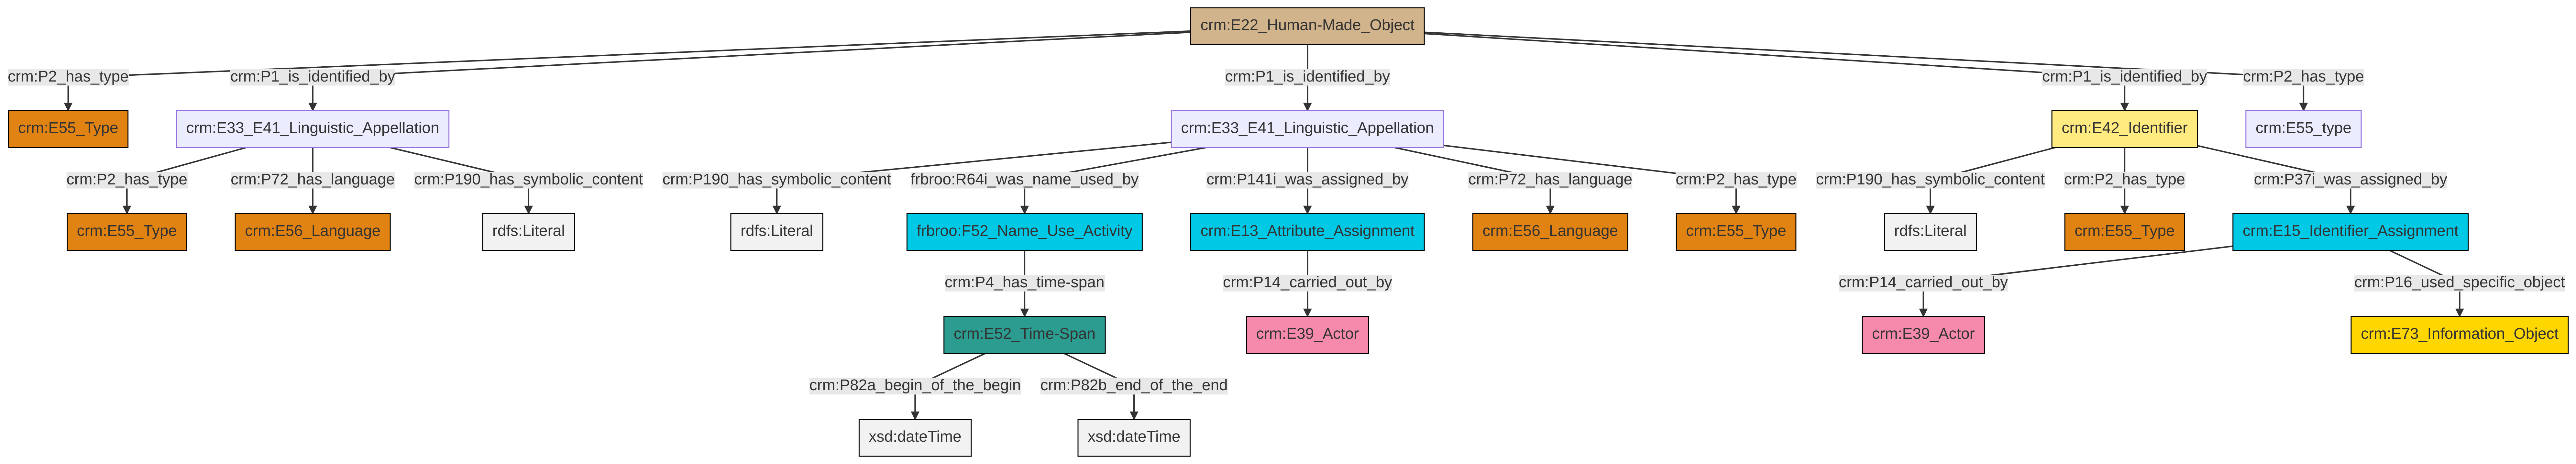 crm:E22_Human-Made_Object
crm:P2_has_type
crm:P1_is_identified_by
crm:P1_is_identified_by
crm:P1_is_identified_by
crm:P2_has_type
crm:E55_Type
crm:E33_E41_Linguistic_Appellation
crm:E33_E41_Linguistic_Appellation
crm:E42_Identifier
crm:E55_type
crm:P2_has_type
crm:P72_has_language
crm:P190_has_symbolic_content
crm:P190_has_symbolic_content
frbroo:R64i_was_name_used_by
crm:P141i_was_assigned_by
crm:P72_has_language
crm:P2_has_type
crm:P190_has_symbolic_content
crm:P2_has_type
crm:P37i_was_assigned_by
crm:E55_Type
crm:E56_Language
rdfs:Literal
rdfs:Literal
frbroo:F52_Name_Use_Activity
crm:E13_Attribute_Assignment
crm:E56_Language
crm:E55_Type
rdfs:Literal
crm:E55_Type
crm:E15_Identifier_Assignment
crm:P4_has_time-span
crm:P14_carried_out_by
crm:P14_carried_out_by
crm:P16_used_specific_object
crm:E52_Time-Span
crm:E39_Actor
crm:E39_Actor
crm:E73_Information_Object
crm:P82a_begin_of_the_begin
crm:P82b_end_of_the_end
xsd:dateTime
xsd:dateTime